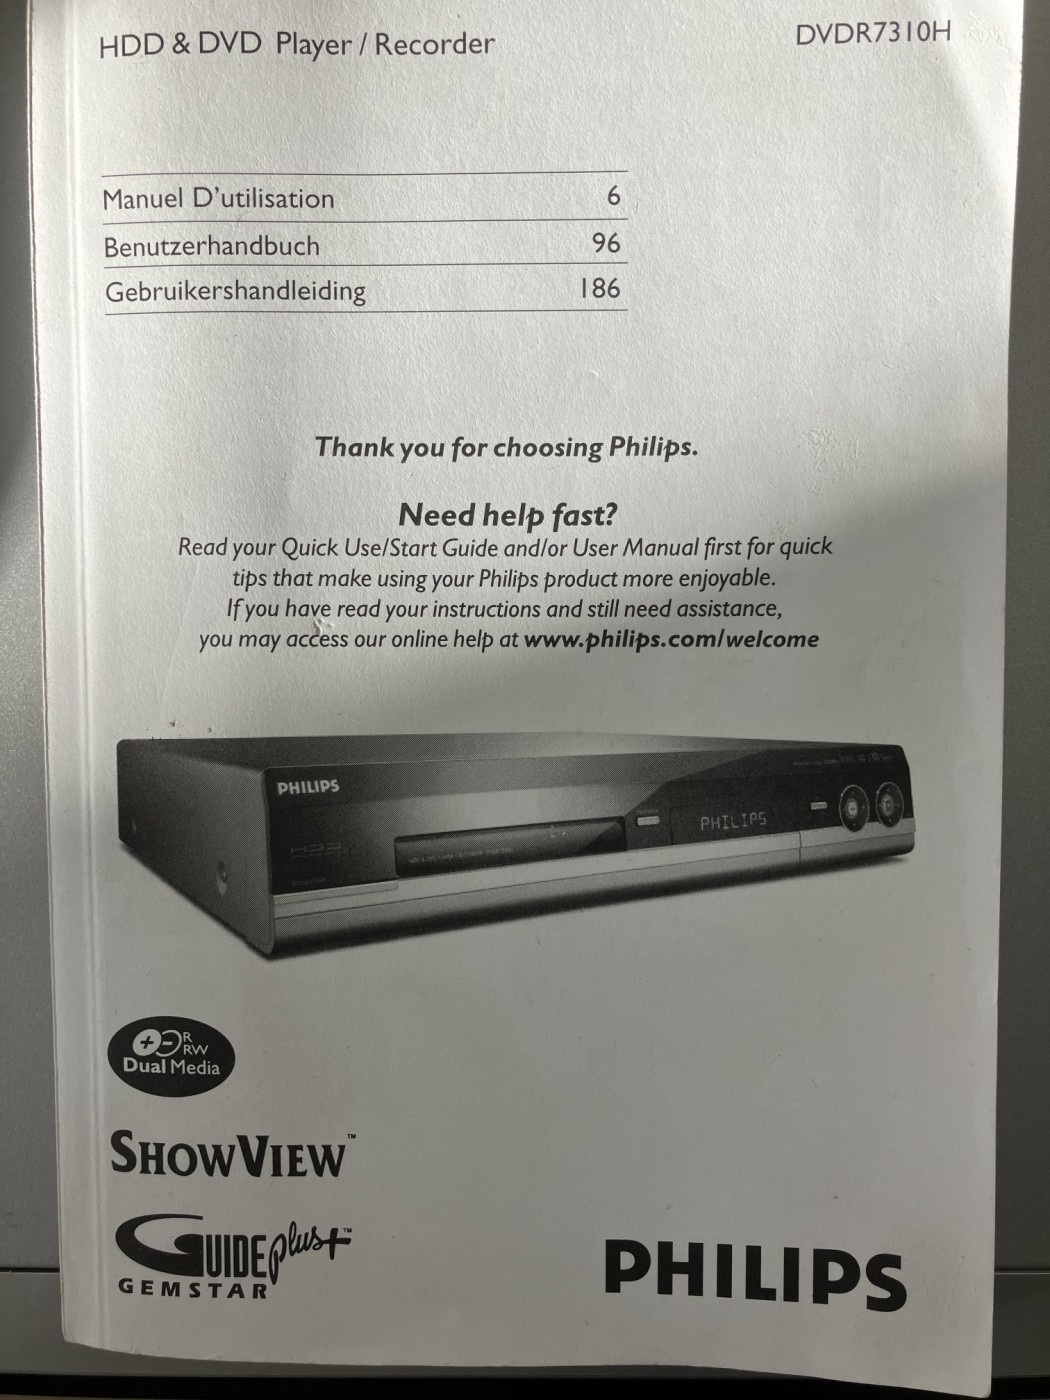 HDD & DVD Player / Recorder
DVDR7310H
Manuel D'utilisation 6
Benutzerhandbuch 96
Gebruikershandleiding 186
Thank you for choosing Philips.
Need help fast?
Read your Quick Use/Start Guide and/or User Manual first for quick
tips that make using your Philips product more enjoyable.
If you have read your instructions and still need assistance,
you may access our online help at www.philips.com/welcome
PHILIPS
HDD
PHILIPS
R
RW
Dual Media
SHOWVIEW™
GUIDE Plus+™
GEMSTAR
PHILIPS